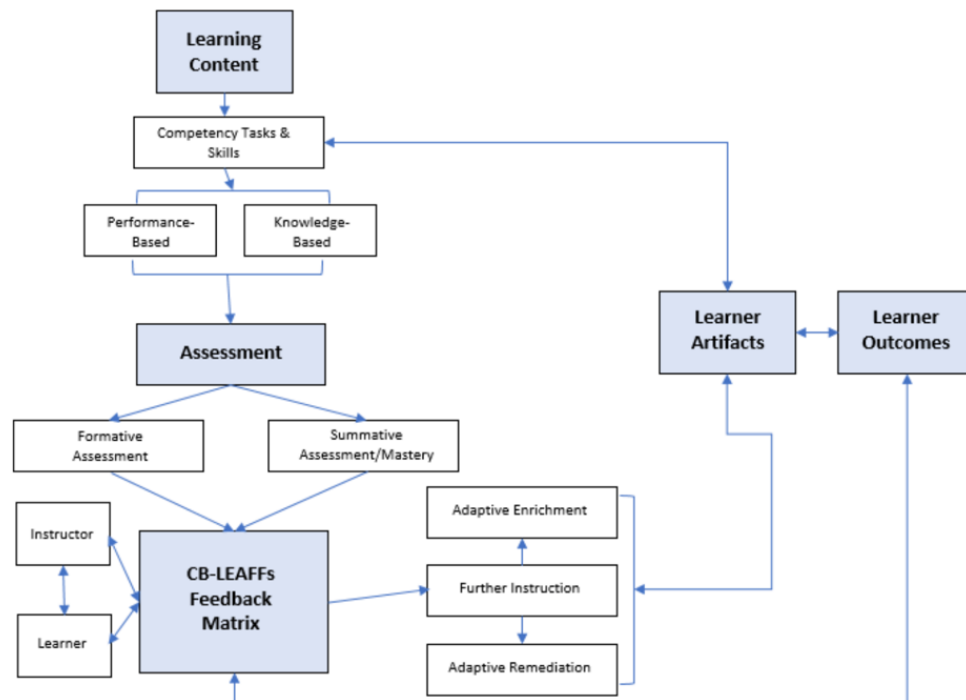 Learning
Content
Competency Tasks &
Skills
Performance-
Based
Knowledge-
Based
Learner
Artifacts
Learner
Outcomes
Assessment
Formative
Assessment
Summative
Assessment/Mastery
Instructor
Learner
CB-LEAFFs
Feedback
Matrix
Adaptive Enrichment
Further Instruction
Adaptive Remediation